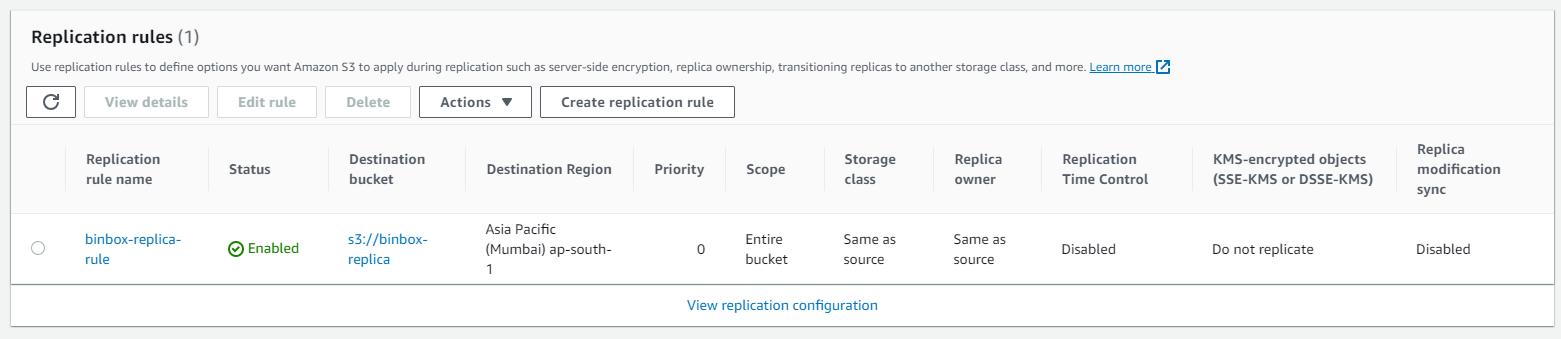 Replication rules (1)
Use replication rules to define options you want Amazon S3 to apply during replication such as server-side encryption, replica ownership, transitioning replicas to another storage class, and more. Learn more
View details
Edit rule
Delete
Actions
Create replication rule
Replication
rule name
Status
Destination
bucket
Destination Region
Priority
Scope
Storage
class
Replica
owner
Replication
Time Control
KMS-encrypted objects
(SSE-KMS or DSSE-KMS)
Replica
modification
sync
binbox-replica-
rule
Enabled
s3://binbox-
replica
Asia Pacific
(Mumbai) ap-south-
1
0
Entire
bucket
Same as
source
Same as
source
Disabled
Do not replicate
Disabled
View replication configuration